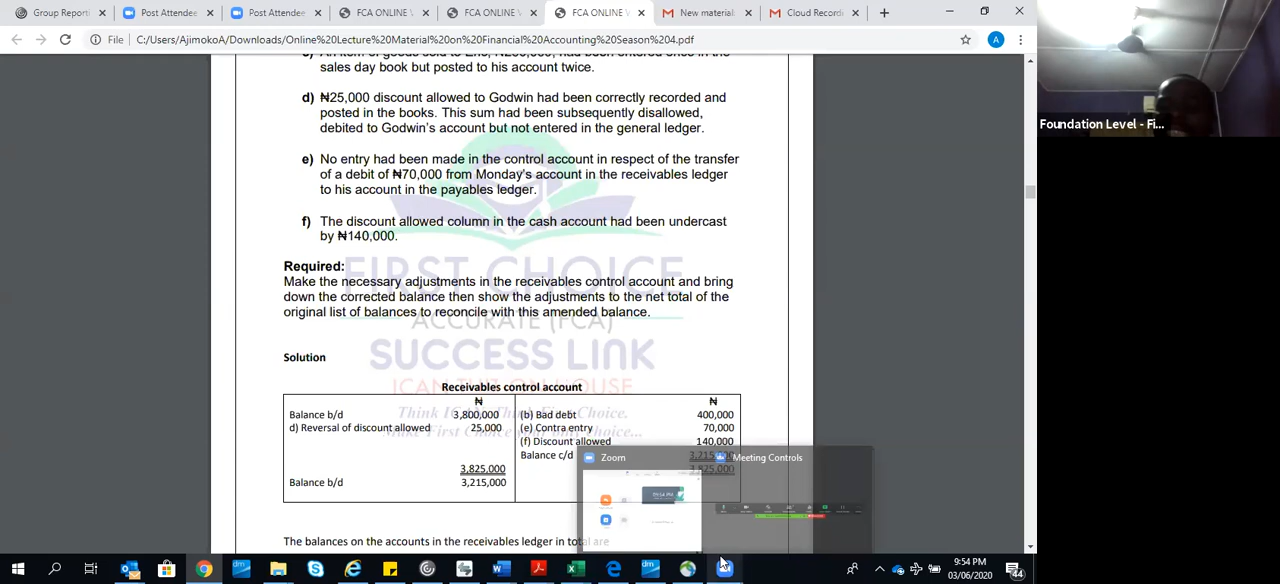 Group Reporti
Post Attendee
Post Attendee
FCA ONLINE V
FCA ONLINE V
FCA ONLINE V
New material
Cloud Record
File
C:/Users/AjimokoA/Downloads/Online%20Lecture%20Material%20on%20Financial%20Accounting%20Season%204.pdf
A
sales day book but posted to his account twice.
d) ₦25,000 discount allowed to Godwin had been correctly recorded and
posted in the books. This sum had been subsequently disallowed,
debited to Godwin's account but not entered in the general ledger.
e) No entry had been made in the control account in respect of the transfer
of a debit of ₦70,000 from Monday's account in the receivables ledger
to his account in the payables ledger.
f) The discount allowed column in the cash account had been undercast
by ₦140,000.
Required:
Make the necessary adjustments in the receivables control account and bring
down the corrected balance then show the adjustments to the net total of the
original list of balances to reconcile with this amended balance.
FIRST CHOICE
ACCURATE (FCA)
SUCCESS LINK
Solution
Receivables control account
₦ ₦
Balance b/d 3,800,000 (b) Bad debt 400,000
d) Reversal of discount allowed 25,000 (e) Contra entry 70,000
(f) Discount allowed 140,000
Balance c/d 3,215,000
3,825,000 3,825,000
Balance b/d 3,215,000
The balances on the accounts in the receivables ledger in total are
Zoom
Meeting Controls
Foundation Level - Fi...
9:54 PM
03/06/2020
44